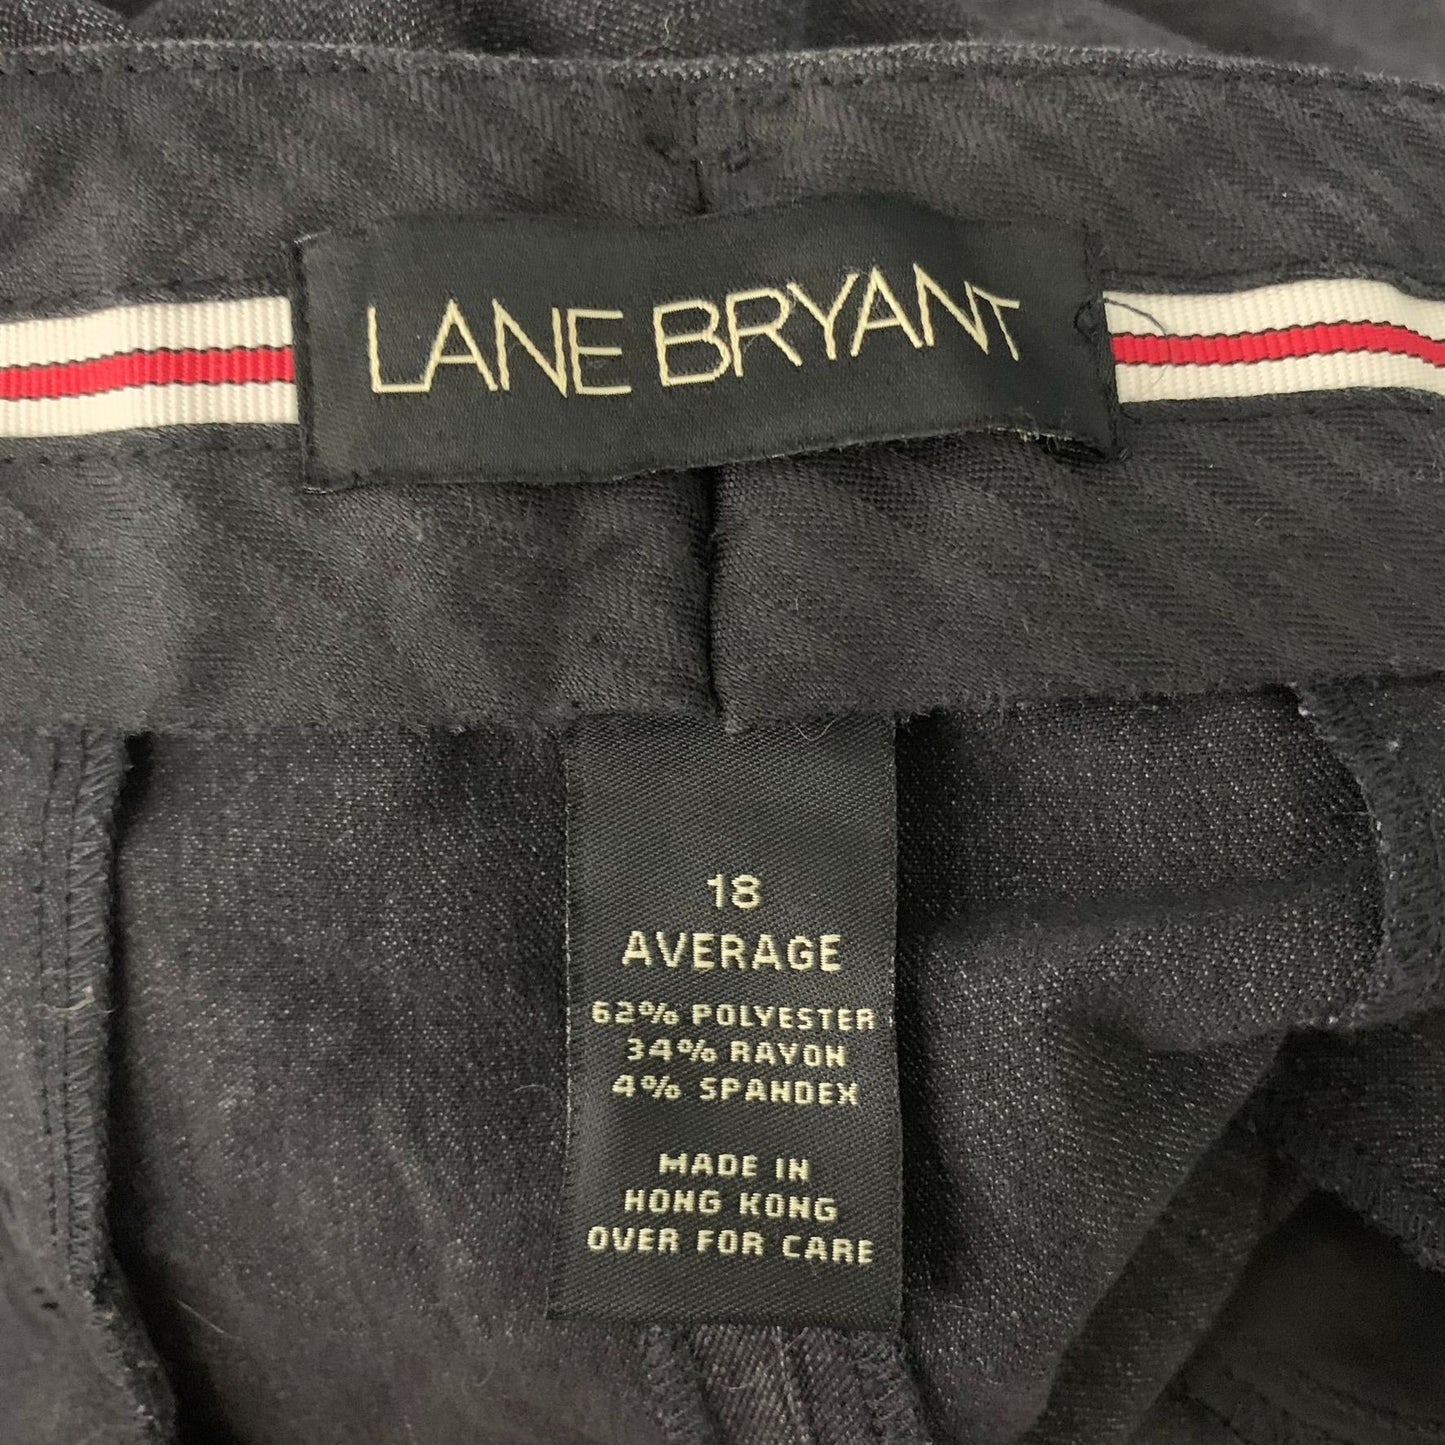 LANE BRYANT
18
AVERAGE
62% POLYESTER
34% RAYON
4% SPANDEX
MADE IN
HONG KONG
OVER FOR CARE